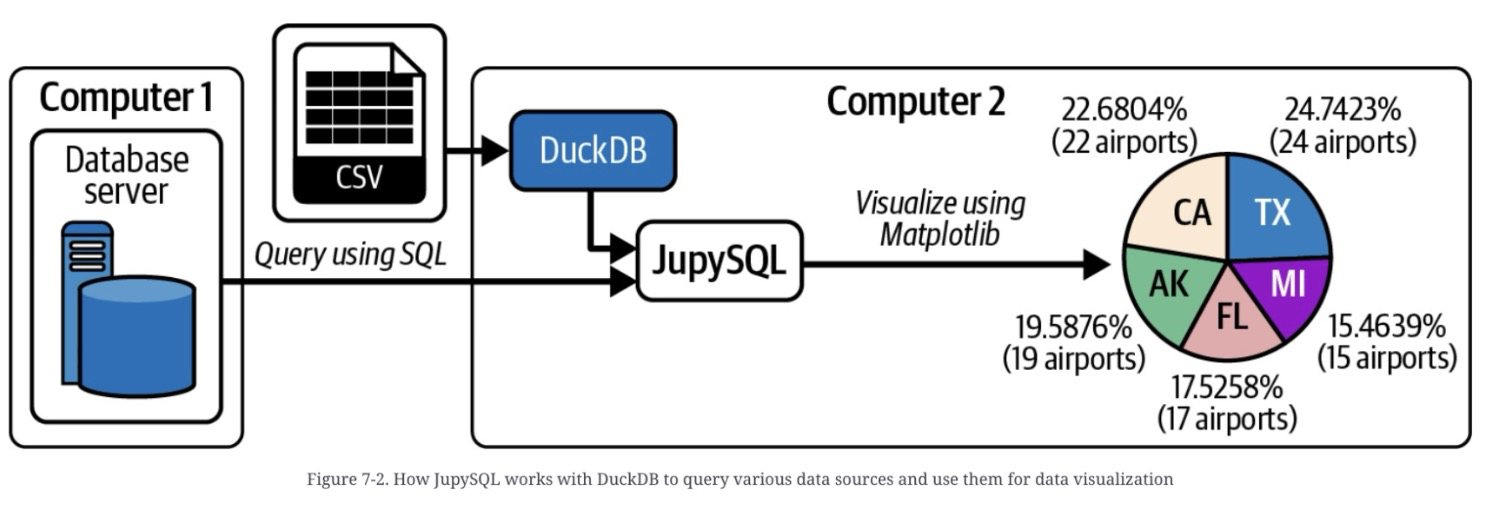 Computer 1
Database
server
CSV
Query using SQL
Computer 2
DuckDB
JupySQL
Visualize using
Matplotlib
22.6804%
(22 airports)
24.7423%
(24 airports)
CA
TX
AK
MI
FL
19.5876%
(19 airports)
15.4639%
(15 airports)
17.5258%
(17 airports)
Figure 7-2. How JupySQL works with DuckDB to query various data sources and use them for data visualization